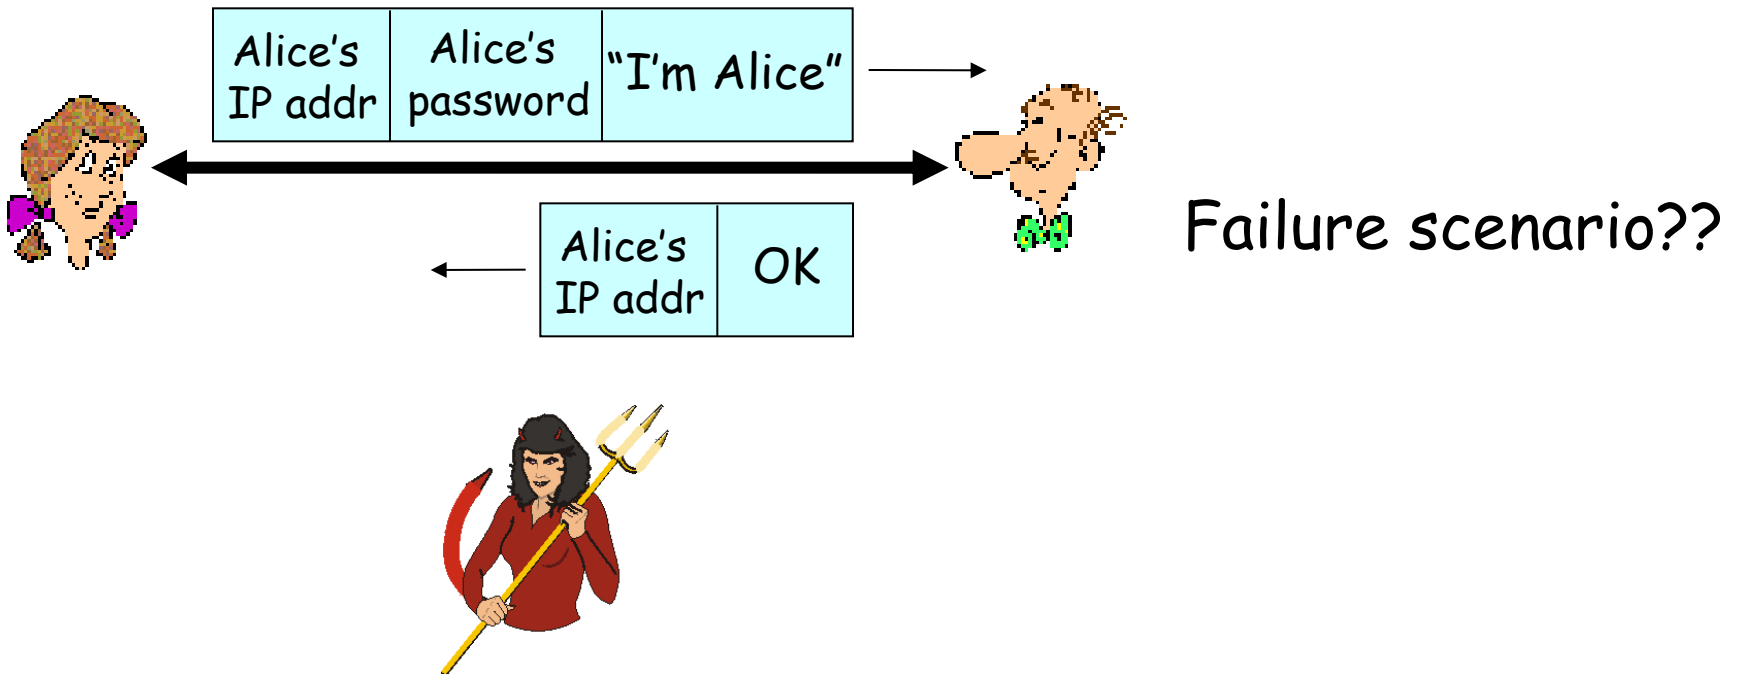 Alice’s
IP addr
Alice’s
password
“I’m Alice”
Alice’s
IP addr
OK
Failure scenario??